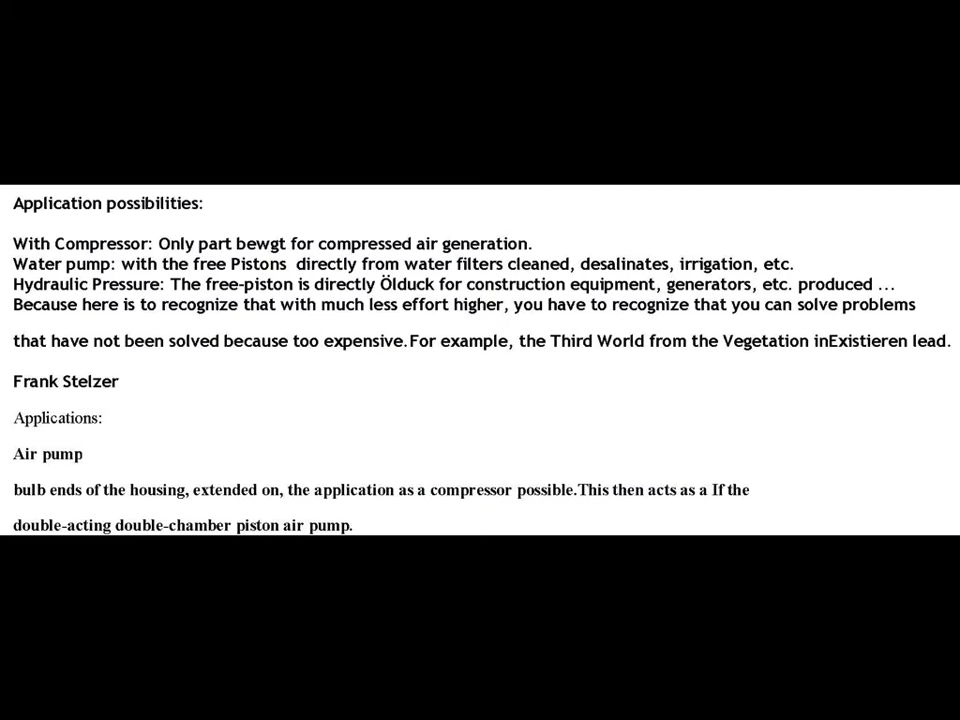 Application possibilities:
With Compressor: Only part bewgt for compressed air generation.
Water pump: with the free Pistons directly from water filters cleaned, desalinates, irrigation, etc.
Hydraulic Pressure: The free-piston is directly Ölduck for construction equipment, generators, etc. produced ...
Because here is to recognize that with much less effort higher, you have to recognize that you can solve problems
that have not been solved because too expensive.For example, the Third World from the Vegetation inExistieren lead.
Frank Stelzer
Applications:
Air pump
bulb ends of the housing, extended on, the application as a compressor possible.This then acts as a If the
double-acting double-chamber piston air pump.